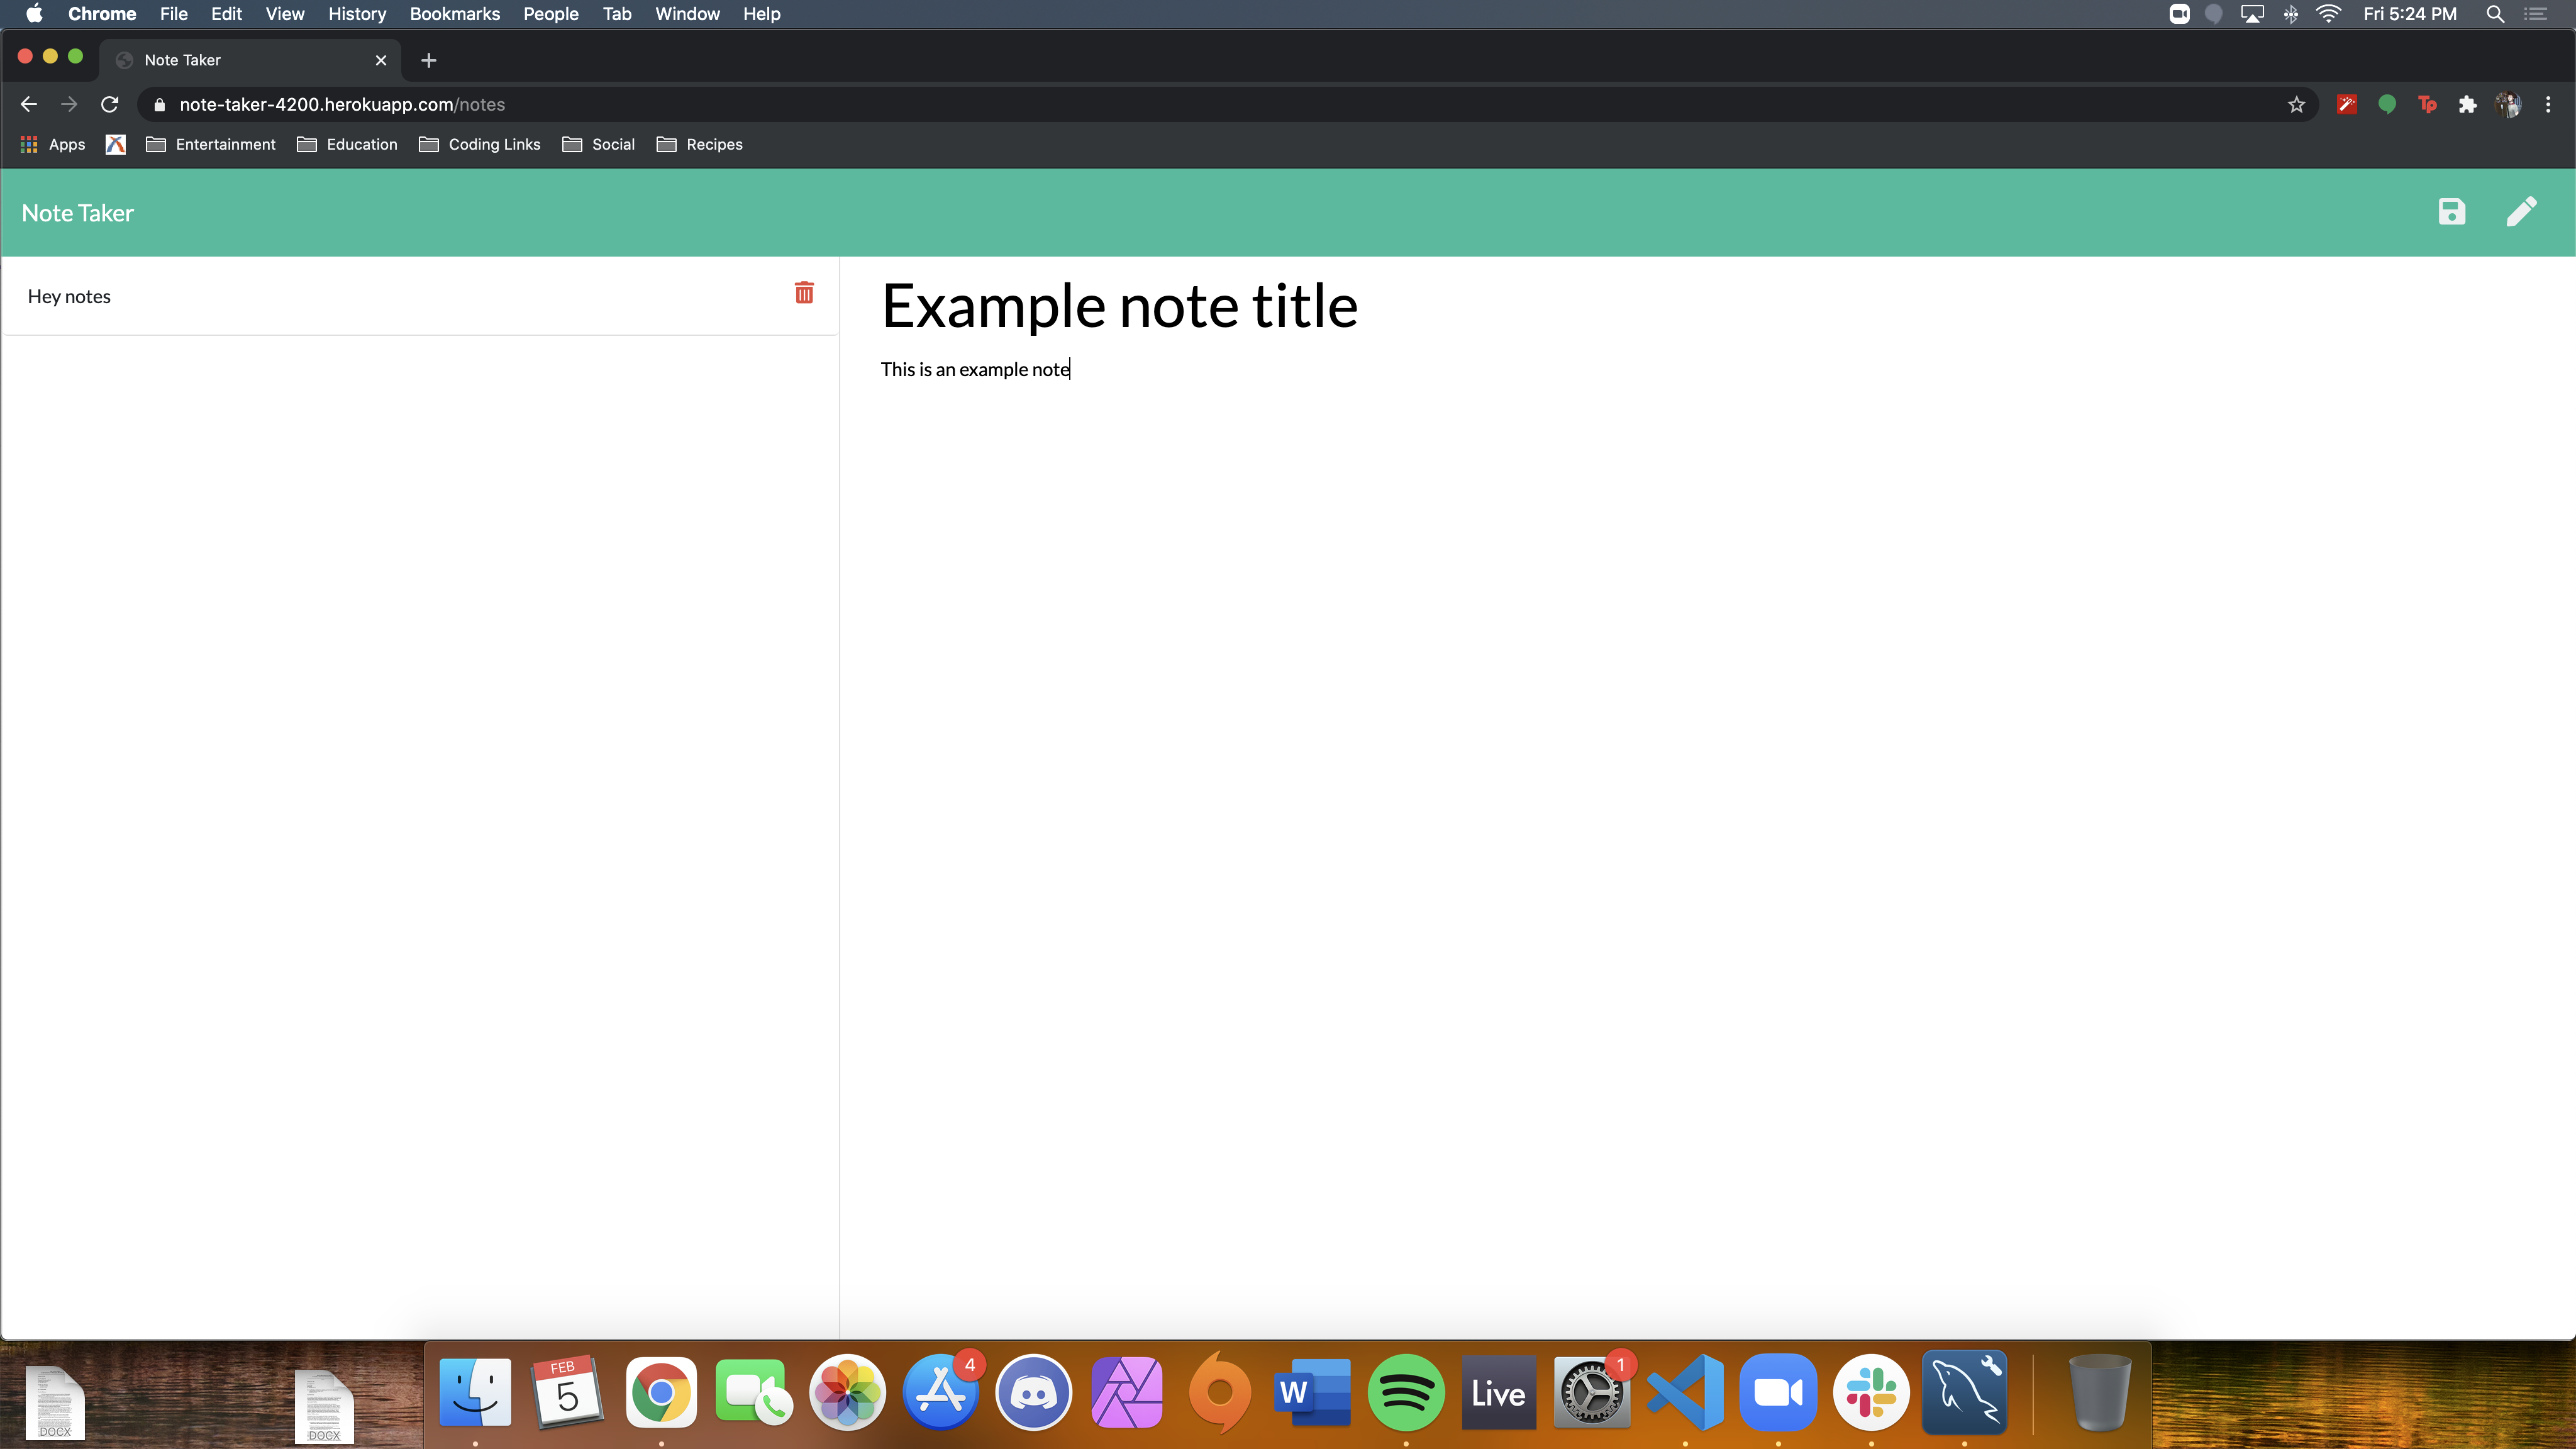 Chrome File Edit View History Bookmarks People Tab Window Help Fri 5:24 PM
Note Taker
note-taker-4200.herokuapp.com/notes
Tp
Apps Entertainment Education Coding Links Social Recipes
Note Taker
Hey notes
Example note title
This is an example note
FEB
5
4
W
Live
1
DOCX
DOCX